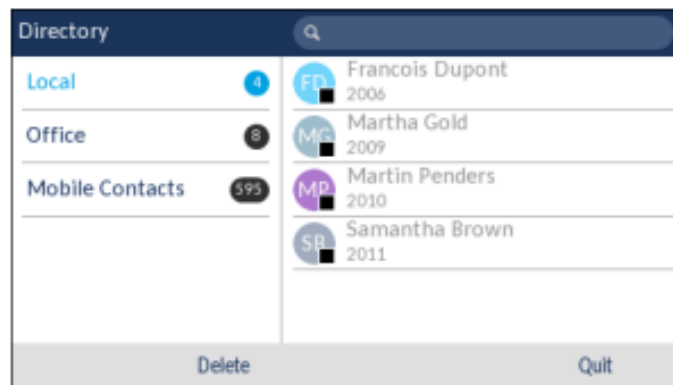 Directory
Local 4
Office 8
Mobile Contacts 595
FD Francois Dupont
2006
MG Martha Gold
2009
MP Martin Penders
2010
SB Samantha Brown
2011
Delete Quit